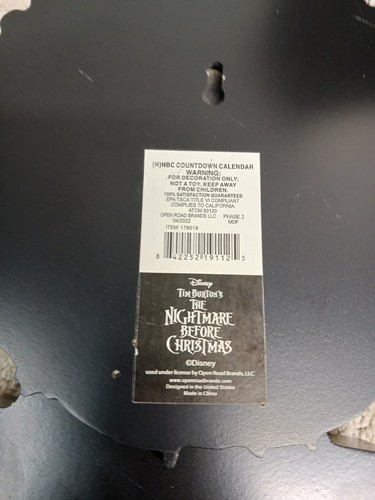 (H)NBC COUNTDOWN CALENDAR
WARNING:
FOR DECORATION ONLY;
NOT A TOY. KEEP AWAY
FROM CHILDREN.
100% SATISFACTION GUARANTEED
EPA TSCA TITLE VI COMPLIANT
COMPLIES TO CALIFORNIA
ATCM 93120
OPEN ROAD BRANDS LLC PHASE 2
04/2022 MDF
ITEM 178018
8 42252 19112 5
Disney
TIM BURTON'S
THE
NIGHTMARE
BEFORE
CHRISTMAS
©Disney
used under license by Open Road Brands, LLC
www.openroadbrands.com
Designed in the United States
Made in China